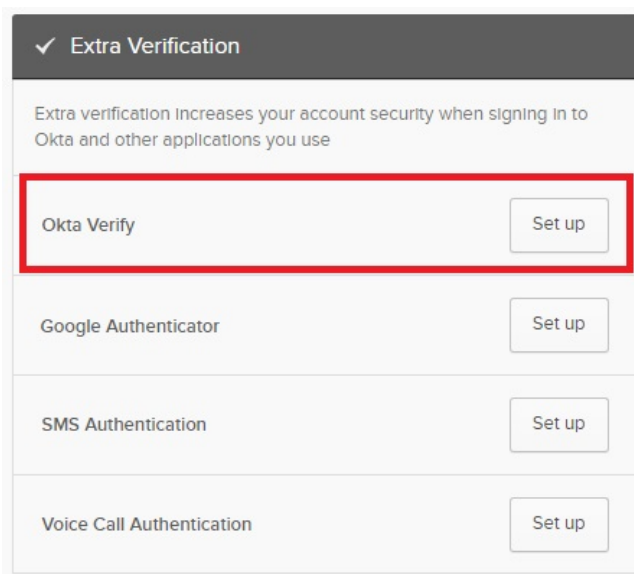 Extra Verification
Extra verification increases your account security when signing in to
Okta and other applications you use
Okta Verify
Set up
Google Authenticator
Set up
SMS Authentication
Set up
Voice Call Authentication
Set up